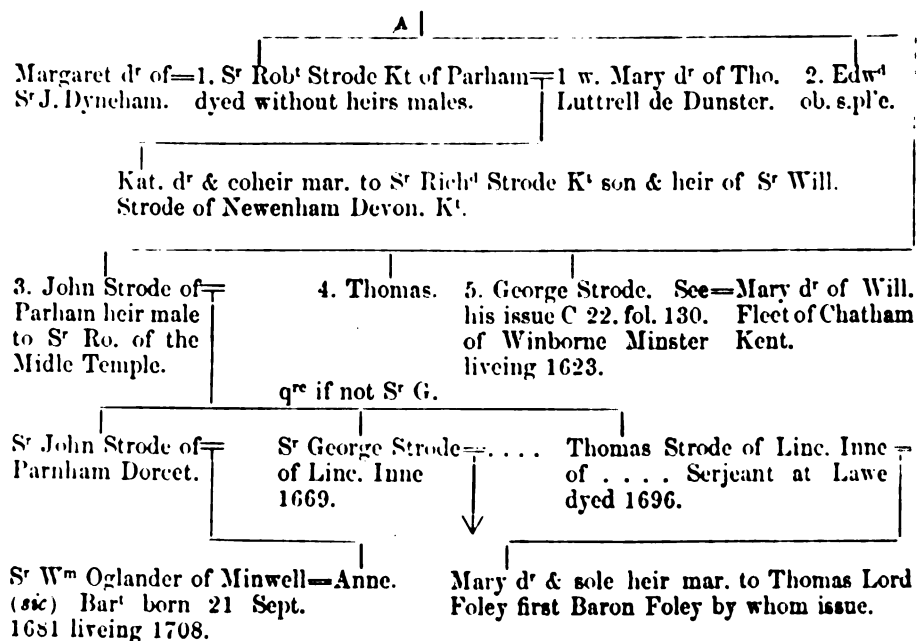 A
Margaret dʳ of=1. Sʳ Robᵗ Strode Kt of Parham=1 w. Mary dʳ of Tho. 2. Edwᵈ
Sʳ J. Dyneham. dyed without heirs males. Luttrell de Dunster. ob. s.pl'e.
Kat. dʳ & coheir mar. to Sʳ Richᵈ Strode Kᵗ son & heir of Sʳ Will.
Strode of Newenham Devon. Kᵗ.
3. John Strode of=
Parham heir male
to Sʳ Ro. of the
Midle Temple.
4. Thomas.
5. George Strode. See=Mary dʳ of Will.
his issue C 22. fol. 130. Fleet of Chatham
of Winborne Minster Kent.
liveing 1623.
qʳᵉ if not Sʳ G.
Sʳ John Strode of=
Parnham Dorcet.
Sʳ George Strode=....
of Linc. Inne
1669.
Thomas Strode of Linc. Inne=
of .... Serjeant at Lawe
dyed 1696.
Sʳ Wᵐ Oglander of Minwell=Anne.
(sic) Barᵗ born 21 Sept.
1681 liveing 1708.
Mary dʳ & sole heir mar. to Thomas Lord
Foley first Baron Foley by whom issue.